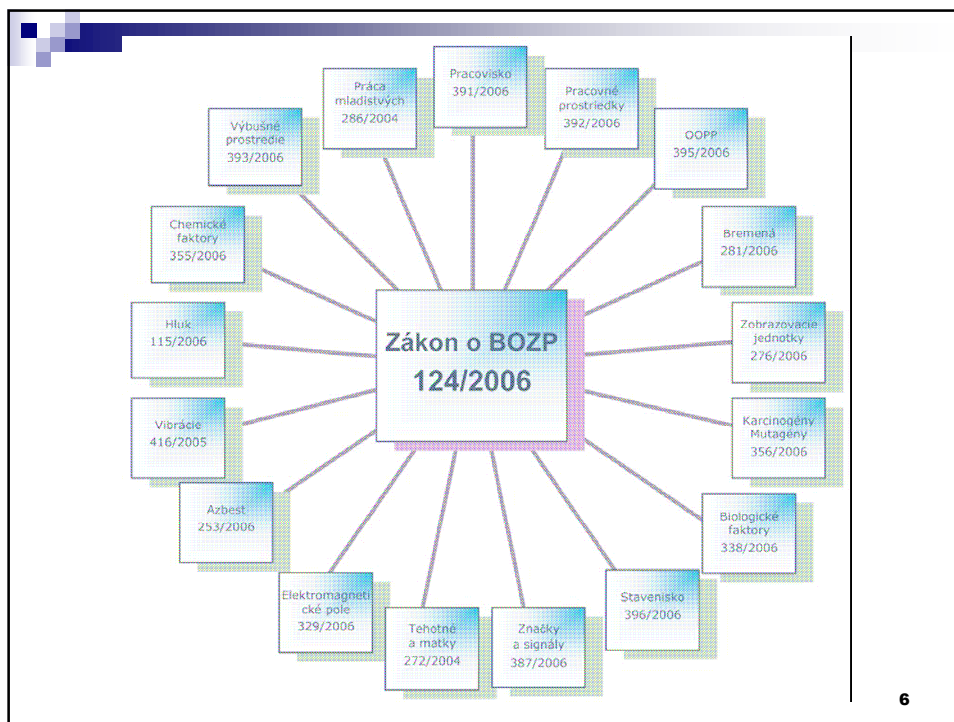 Pracovisko
391/2006
Pracovné
prostriedky
392/2006
OOPP
395/2006
Bremená
281/2006
Zobrazovacie
jednotky
276/2006
Karcinogény
Mutagény
356/2006
Biologické
faktory
338/2006
Stavenisko
396/2006
Značky
a signály
387/2006
Tehotné
a matky
272/2004
Elektromagneti
cké pole
329/2006
Azbest
253/2006
Vibrácie
416/2005
Hluk
115/2006
Chemické
faktory
355/2006
Výbušné
prostredie
393/2006
Práca
mladistvých
286/2004
Zákon o BOZP
124/2006
6